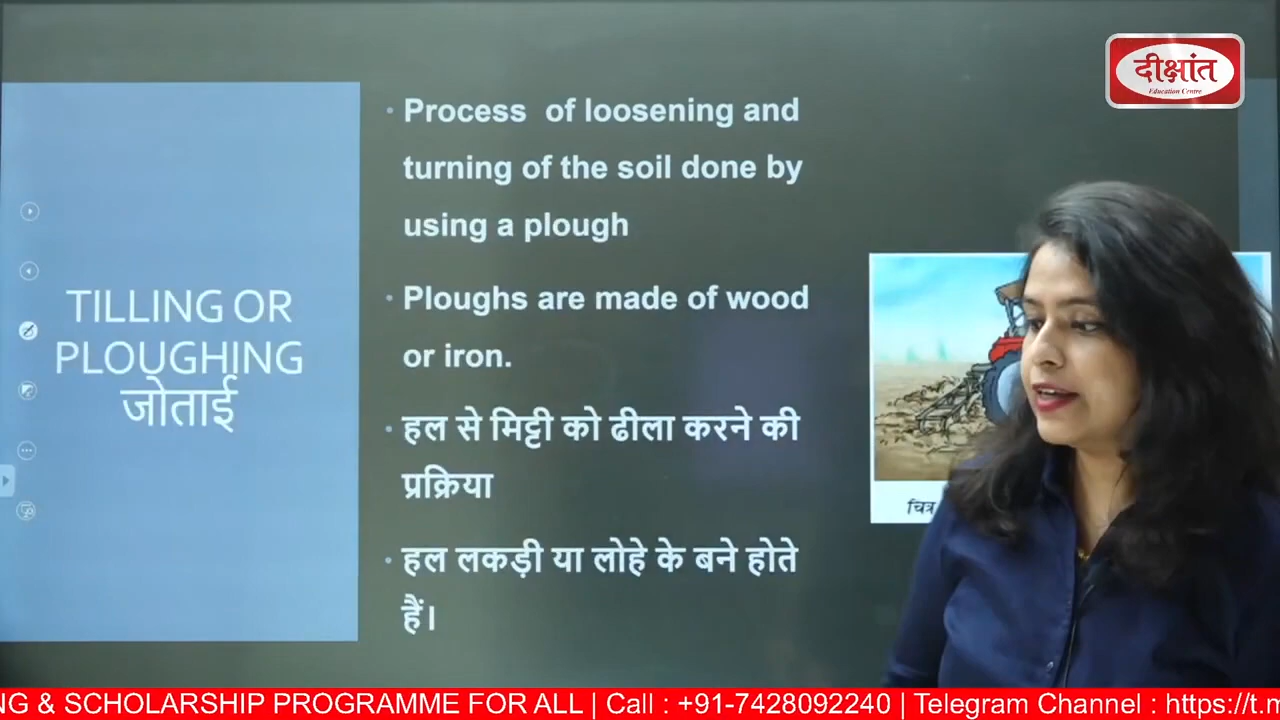 दीक्षांत
Education Centre
TILLING OR
PLOUGHING
जोताई
• Process of loosening and
turning of the soil done by
using a plough
• Ploughs are made of wood
or iron.
• हल से मिट्टी को ढीला करने की
प्रक्रिया
• हल लकड़ी या लोहे के बने होते
हैं।
चित्र
NG & SCHOLARSHIP PROGRAMME FOR ALL | Call : +91-7428092240 | Telegram Channel : https://t.m